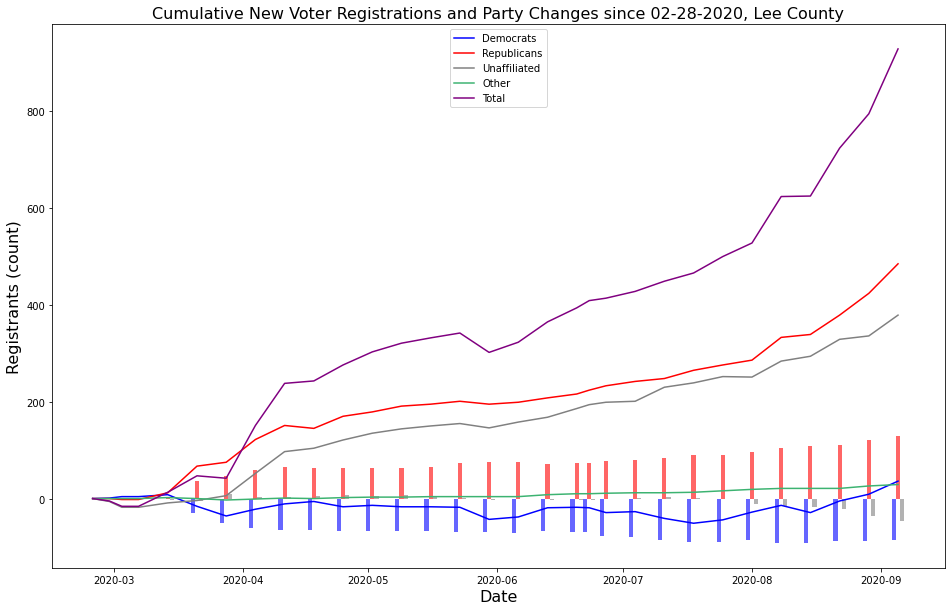 Cumulative New Voter Registrations and Party Changes since 02-28-2020, Lee County
Democrats
Republicans
Unaffiliated
Other
Total
Registrants (count)
800
600
400
200
0
2020-03 2020-04 2020-05 2020-06 2020-07 2020-08 2020-09
Date